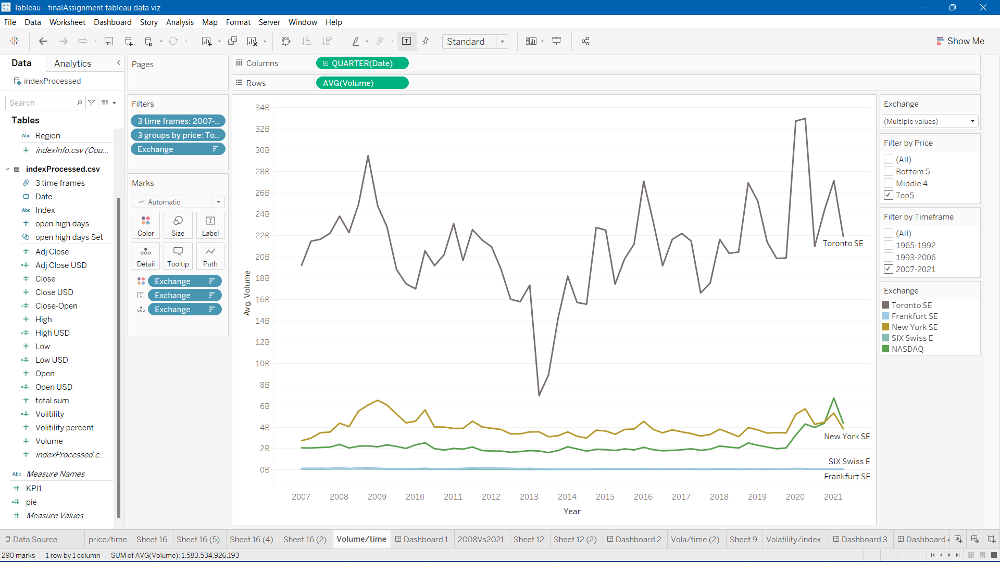 Tableau - finalAssignment tableau data viz
File Data Worksheet Dashboard Story Analysis Map Format Server Window Help
Standard
Show Me
Data Analytics
indexProcessed
Search
Tables
Abc Region
indexInfo.csv (Cou...
indexProcessed.csv
3 time frames
Date
Abc Index
open high days
open high days Set
Adj Close
Adj Close USD
Close
Close USD
Close-Open
High
High USD
Low
Low USD
Open
Open USD
total sum
Volitility
Volitility percent
Volume
indexProcessed.c...
Abc Measure Names
KPI1
pie
Measure Values
Pages
Filters
3 time frames: 2007-..
3 groups by price: To..
Exchange
Marks
Automatic
Color Size Label
Detail Tooltip Path
Exchange
Exchange
Exchange
Columns QUARTER(Date)
Rows AVG(Volume)
34B
32B
30B
28B
26B
24B
22B
20B
18B
16B
14B
12B
10B
8B
6B
4B
2B
0B
Avg. Volume
Toronto SE
New York SE
SIX Swiss E
Frankfurt SE
2007 2008 2009 2010 2011 2012 2013 2014 2015 2016 2017 2018 2019 2020 2021
Year
Exchange
(Multiple values)
Filter by Price
(All)
Bottom 5
Middle 4
Top5
Filter by Timeframe
(All)
1965-1992
1993-2006
2007-2021
Exchange
Toronto SE
Frankfurt SE
New York SE
SIX Swiss E
NASDAQ
Data Source price/time Sheet 16 Sheet 16 (5) Sheet 16 (4) Sheet 16 (2) Volume/time Dashboard 1 2008Vs2021 Sheet 12 Sheet 12 (2) Dashboard 2 Vola/time (2) Sheet 9 Volatility/index Dashboard 3 Dashboard 4
290 marks 1 row by 1 column SUM of AVG(Volume): 1,583,534,926,193